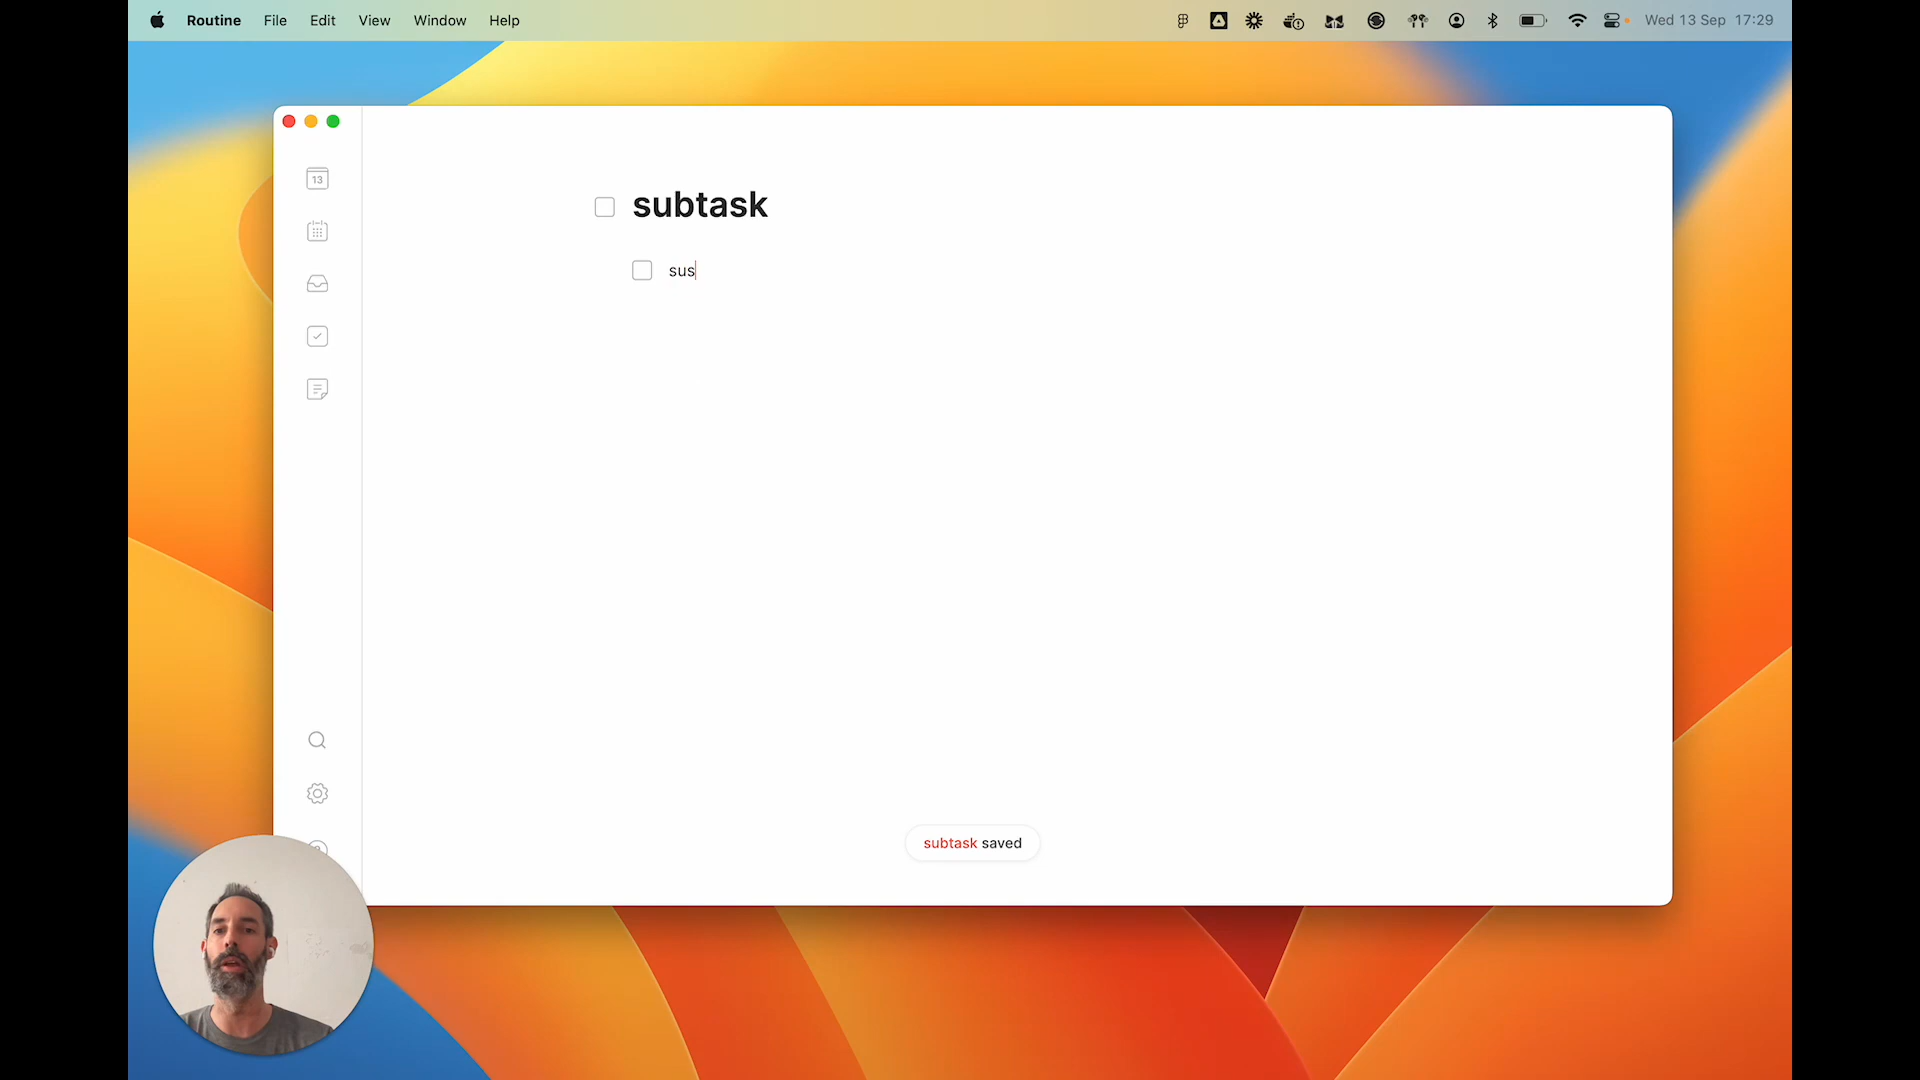 Routine File Edit View Window Help Wed 13 Sep 17:29
13
subtask
sus
subtask saved